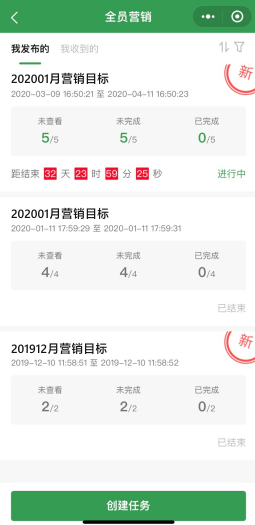 全员营销
我发布的 我收到的
新
202001月营销目标
2020-03-09 16:50:21 至 2020-04-11 16:50:23
未查看 未完成 已完成
5/5 5/5 0/5
距结束 32 天 23 时 59 分 25 秒 进行中
202001月营销目标
2020-01-11 17:59:29 至 2020-01-11 17:59:31
未查看 未完成 已完成
4/4 4/4 0/4
已结束
新
201912月营销目标
2019-12-10 11:58:51 至 2019-12-10 11:58:52
未查看 未完成 已完成
2/2 2/2 0/2
已结束
创建任务